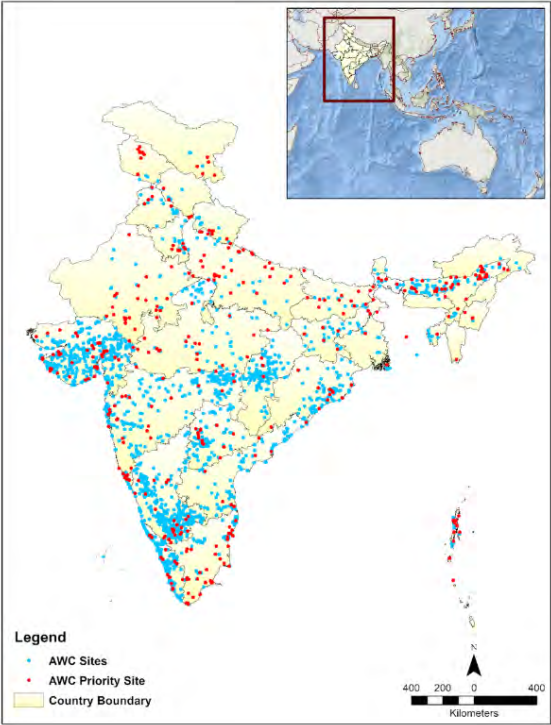 Legend
AWC Sites
AWC Priority Site
Country Boundary
N
400 200 0 400
Kilometers